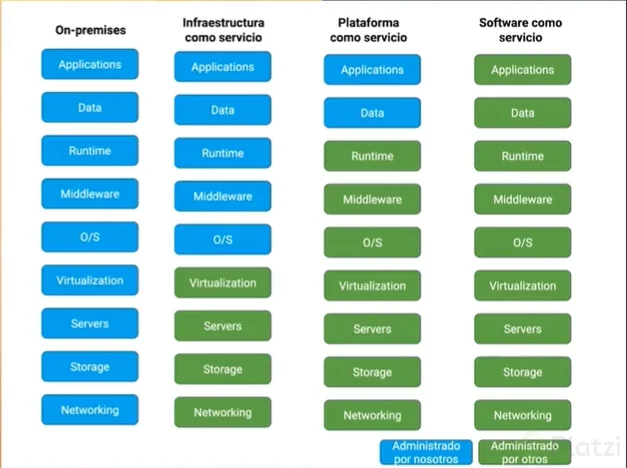 On-premises
Applications
Data
Runtime
Middleware
O/S
Virtualization
Servers
Storage
Networking
Infraestructura
como servicio
Applications
Data
Runtime
Middleware
O/S
Virtualization
Servers
Storage
Networking
Plataforma
como servicio
Applications
Data
Runtime
Middleware
O/S
Virtualization
Servers
Storage
Networking
Software como
servicio
Applications
Data
Runtime
Middleware
O/S
Virtualization
Servers
Storage
Networking
Administrado
por nosotros
Administrado
por otros
Platzi